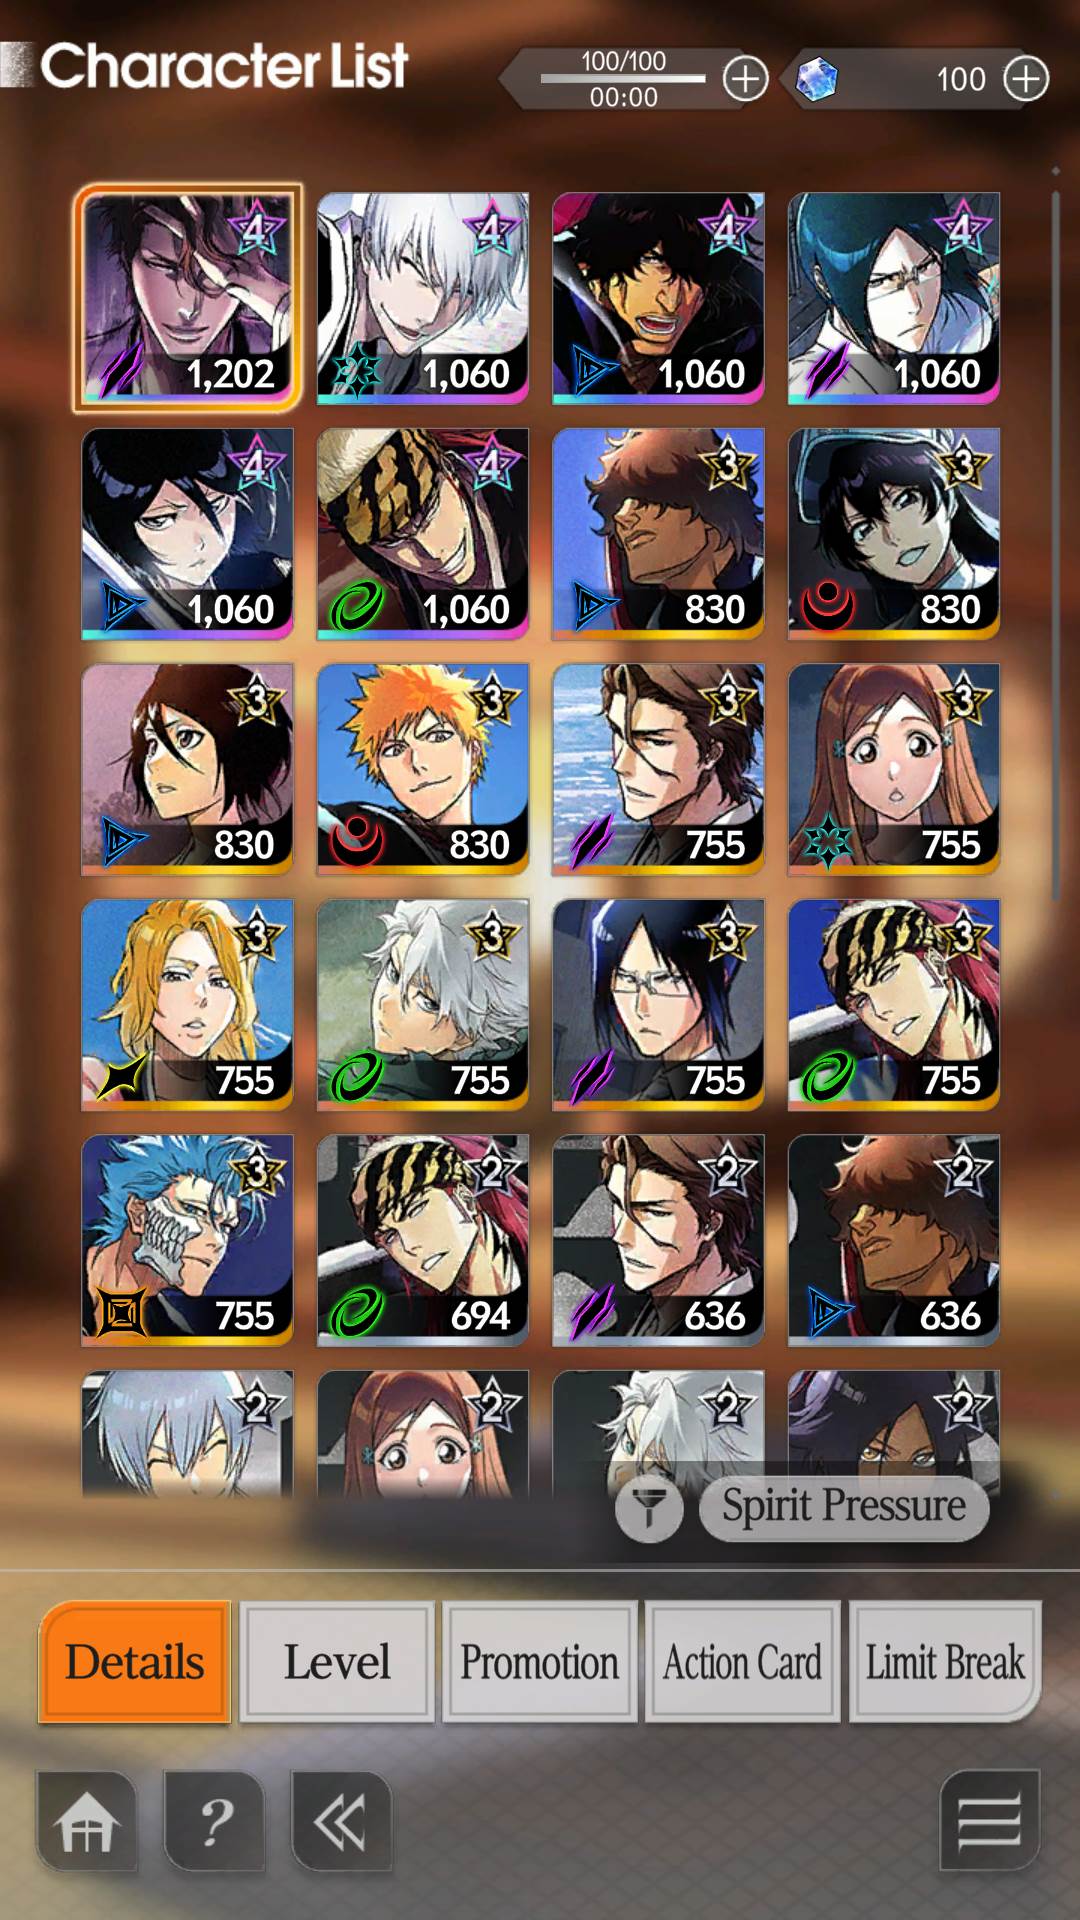 Character List
100/100
00:00
100
4 4 4 4
1,202 1,060 1,060 1,060
4 4 3 3
1,060 1,060 830 830
3 3 3 3
830 830 755 755
3 3 3 3
755 755 755 755
3 2 2 2
755 694 636 636
2 2 2 2
Spirit Pressure
Details Level Promotion Action Card Limit Break
?